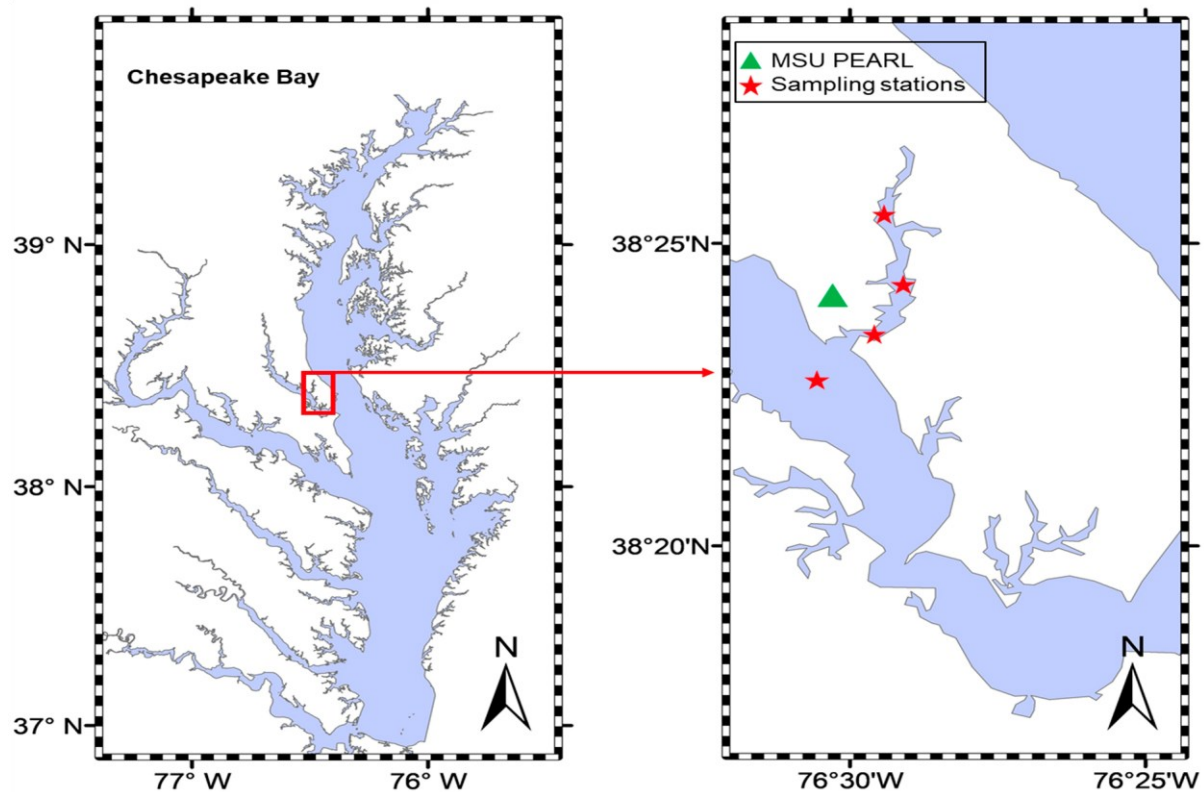 Chesapeake Bay
39° N
38° N
37° N
77° W
76° W
N
MSU PEARL
Sampling stations
38°25'N
38°20'N
76°30'W
76°25'W
N